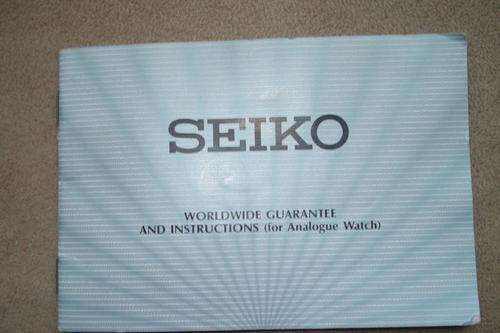 SEIKO
WORLDWIDE GUARANTEE
AND INSTRUCTIONS (for Analogue Watch)